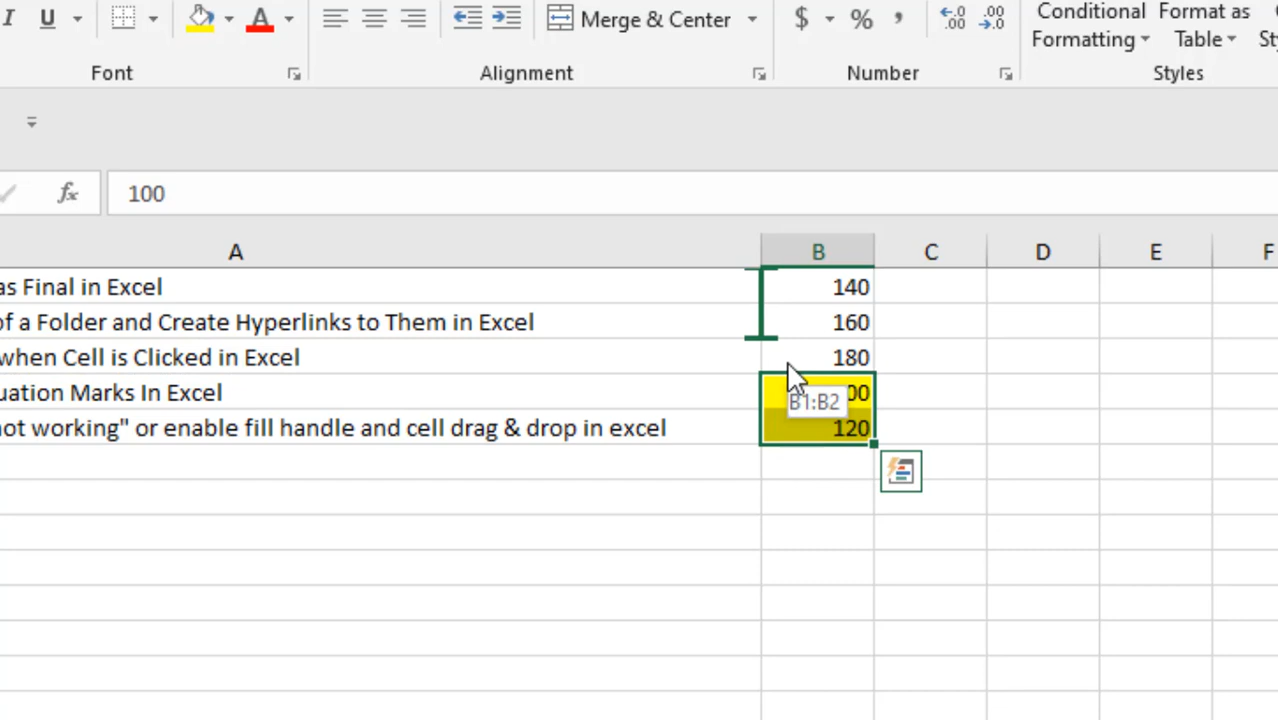 I U A
Merge & Center $ % , .00 .00
Conditional Format as
Formatting Table
Font Alignment Number Styles
fx 100
A B C D E F
as Final in Excel 140
of a Folder and Create Hyperlinks to Them in Excel 160
when Cell is Clicked in Excel 180
uation Marks In Excel 00
B1:B2
not working" or enable fill handle and cell drag & drop in excel 120